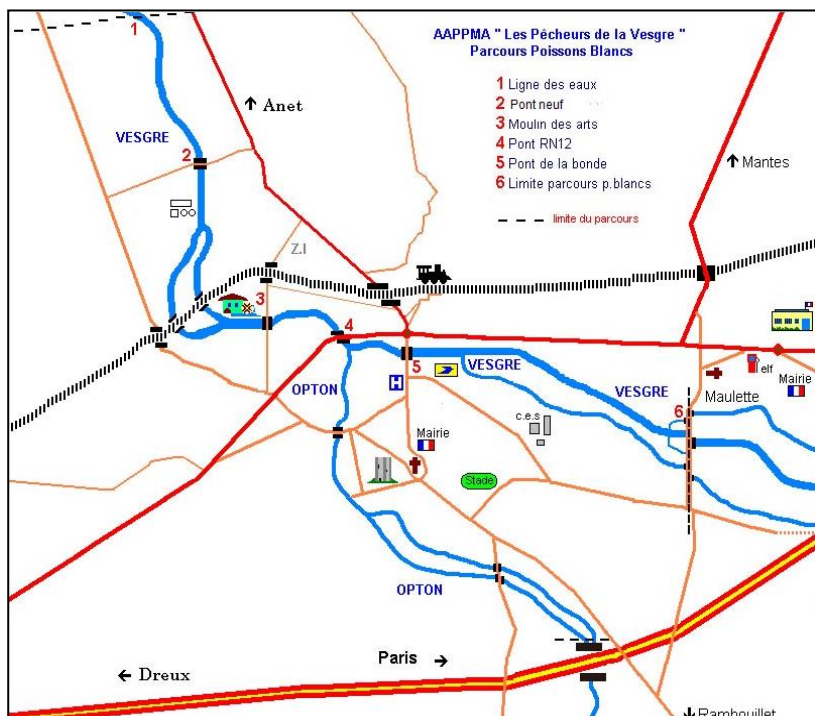 AAPPMA " Les Pêcheurs de la Vesgre "
Parcours Poissons Blancs
1 Ligne des eaux
2 Pont neuf
3 Moulin des arts
4 Pont RN12
5 Pont de la bonde
6 Limite parcours p.blancs
limite du parcours
1
↑ Anet
VESGRE
2
↑ Mantes
Z.I
3
4
5
H
VESGRE
OPTON
VESGRE
elf
Mairie
Maulette
c.e.s
6
Mairie
Stade
OPTON
← Dreux
Paris →
↓ Rambouillet